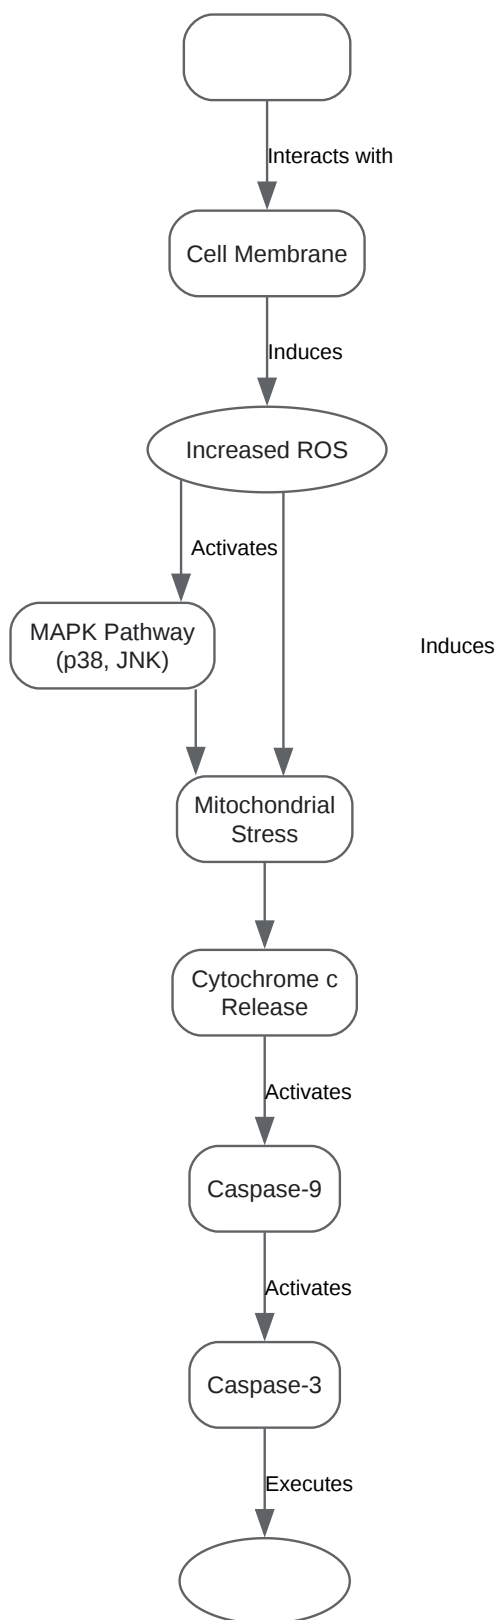 Interacts with
Cell Membrane
Induces
Increased ROS
Activates
MAPK Pathway
(p38, JNK)
Induces
Mitochondrial
Stress
Cytochrome c
Release
Activates
Caspase-9
Activates
Caspase-3
Executes